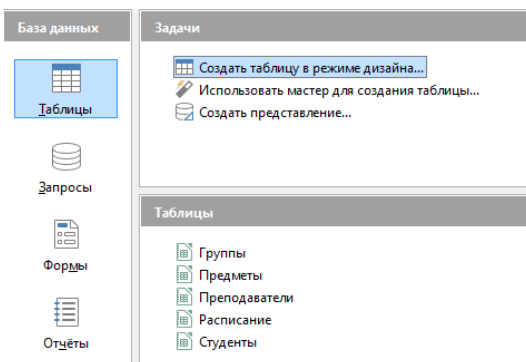 База данных
Таблицы
Запросы
Формы
Отчёты
Задачи
Создать таблицу в режиме дизайна...
Использовать мастер для создания таблицы...
Создать представление...
Таблицы
Группы
Предметы
Преподаватели
Расписание
Студенты